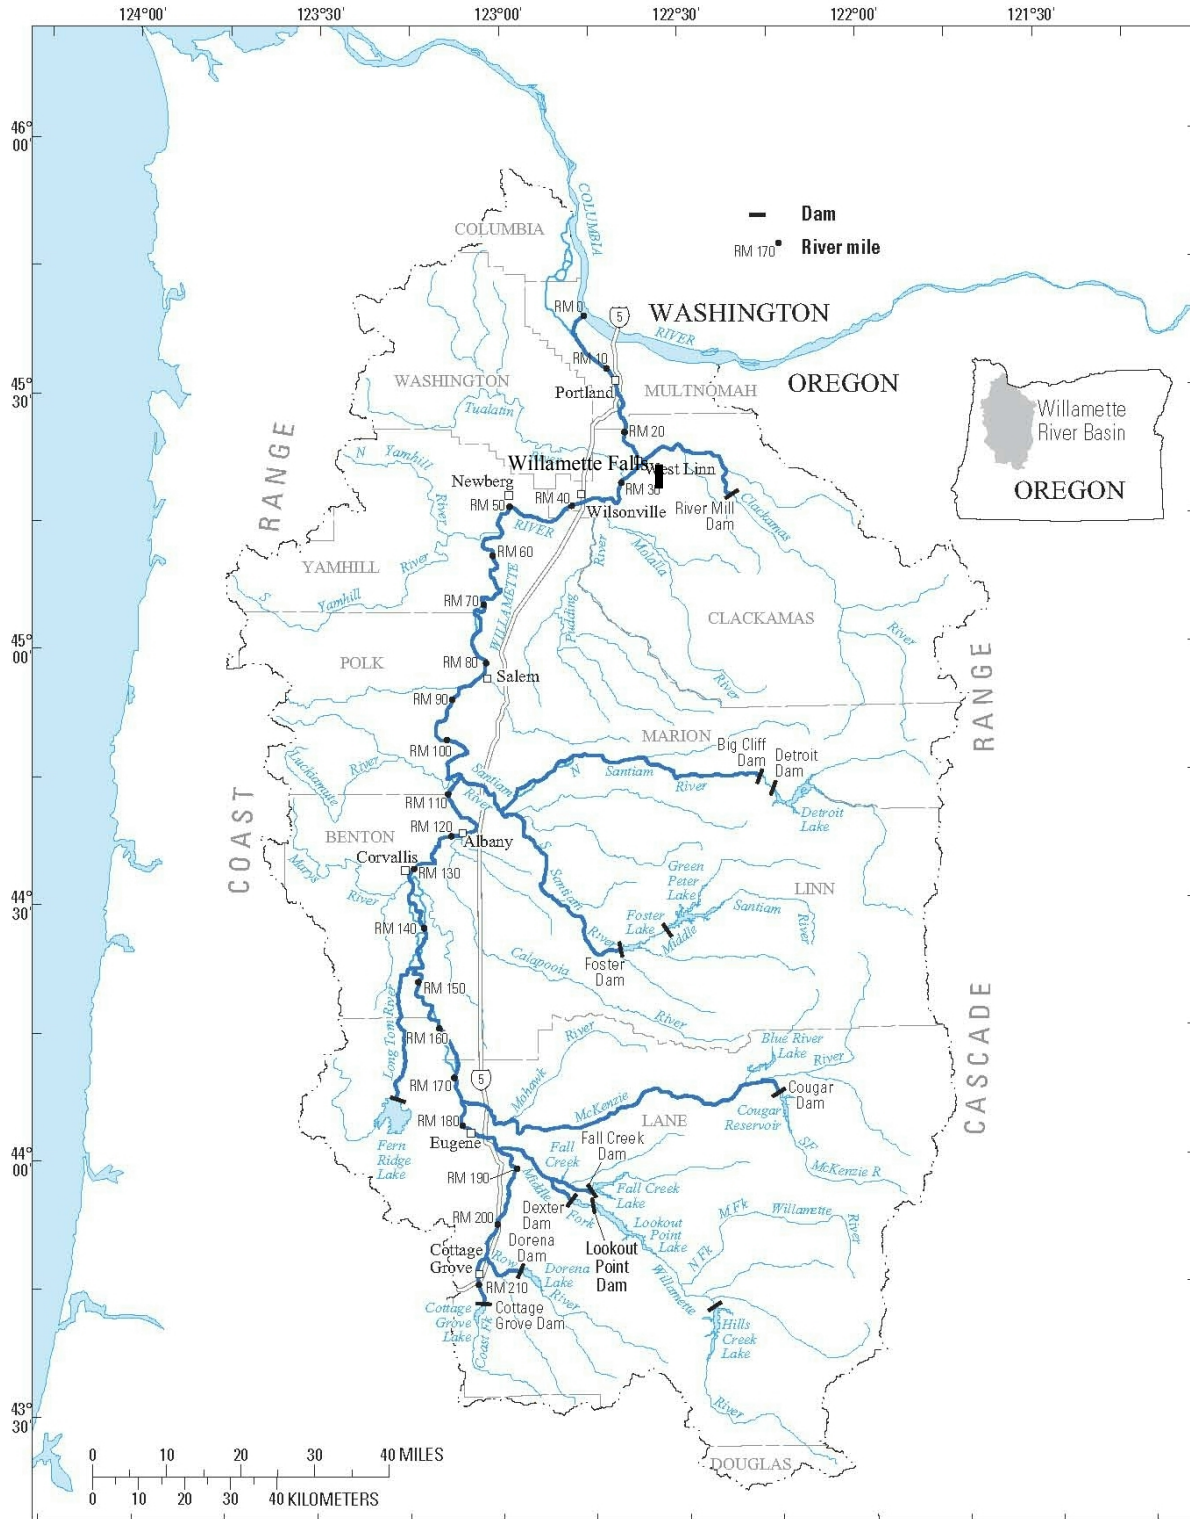 124°00'
123°30'
123°00'
122°30'
122°00'
121°30'
46°
00'
COLUMBIA
COLUMBIA
Dam
RM 170
River mile
RM 0
5
WASHINGTON
RIVER
RM 10
45°
30'
WASHINGTON
Portland
MULTNOMAH
OREGON
Willamette
River Basin
OREGON
Tualatin
River
RM 20
RANGE
N Yamhill
River
Willamette Falls
West Linn
Newberg
RM 30
RM 40
RM 50
Wilsonville
River Mill
Dam
Clackamas
RIVER
River
Molalla
RM 60
YAMHILL
River
S Yamhill
RM 70
WILLAMETTE
Pudding
CLACKAMAS
River
45°
00'
POLK
RM 80
Salem
River
RANGE
RM 90
MARION
RM 100
Big Cliff
Dam
Detroit
Dam
Luckiamute
River
Santiam
River
N Santiam
River
RM 110
Detroit
Lake
COAST
BENTON
RM 120
Albany
Corvallis
S Santiam
River
Marys
River
RM 130
Green
Peter
Lake
LINN
44°
30'
Foster
Lake
Santiam
River
Middle
RM 140
Foster
Dam
Calapooia
River
RM 150
Long Tom River
RM 160
River
Blue River
Lake
River
CASCADE
RM 170
5
Mohawk
McKenzie
LANE
Cougar
Dam
Cougar
Reservoir
RM 180
Eugene
Fall Creek
Dam
SF
McKenzie R
Fern
Ridge
Lake
44°
00'
Fall
Creek
RM 190
Middle
Fork
Fall Creek
Lake
Dexter
Dam
M Fk Willamette
River
RM 200
Dorena
Dam
Lookout
Point
Lake
Lookout
Point
Dam
N Fk
Cottage
Grove
Row
Dorena
Lake
River
RM 210
Willamette
Cottage
Grove
Lake
Cottage
Grove Dam
Coast Fk
Hills
Creek
Lake
River
43°
30'
DOUGLAS
0 10 20 30 40 MILES
0 10 20 30 40 KILOMETERS